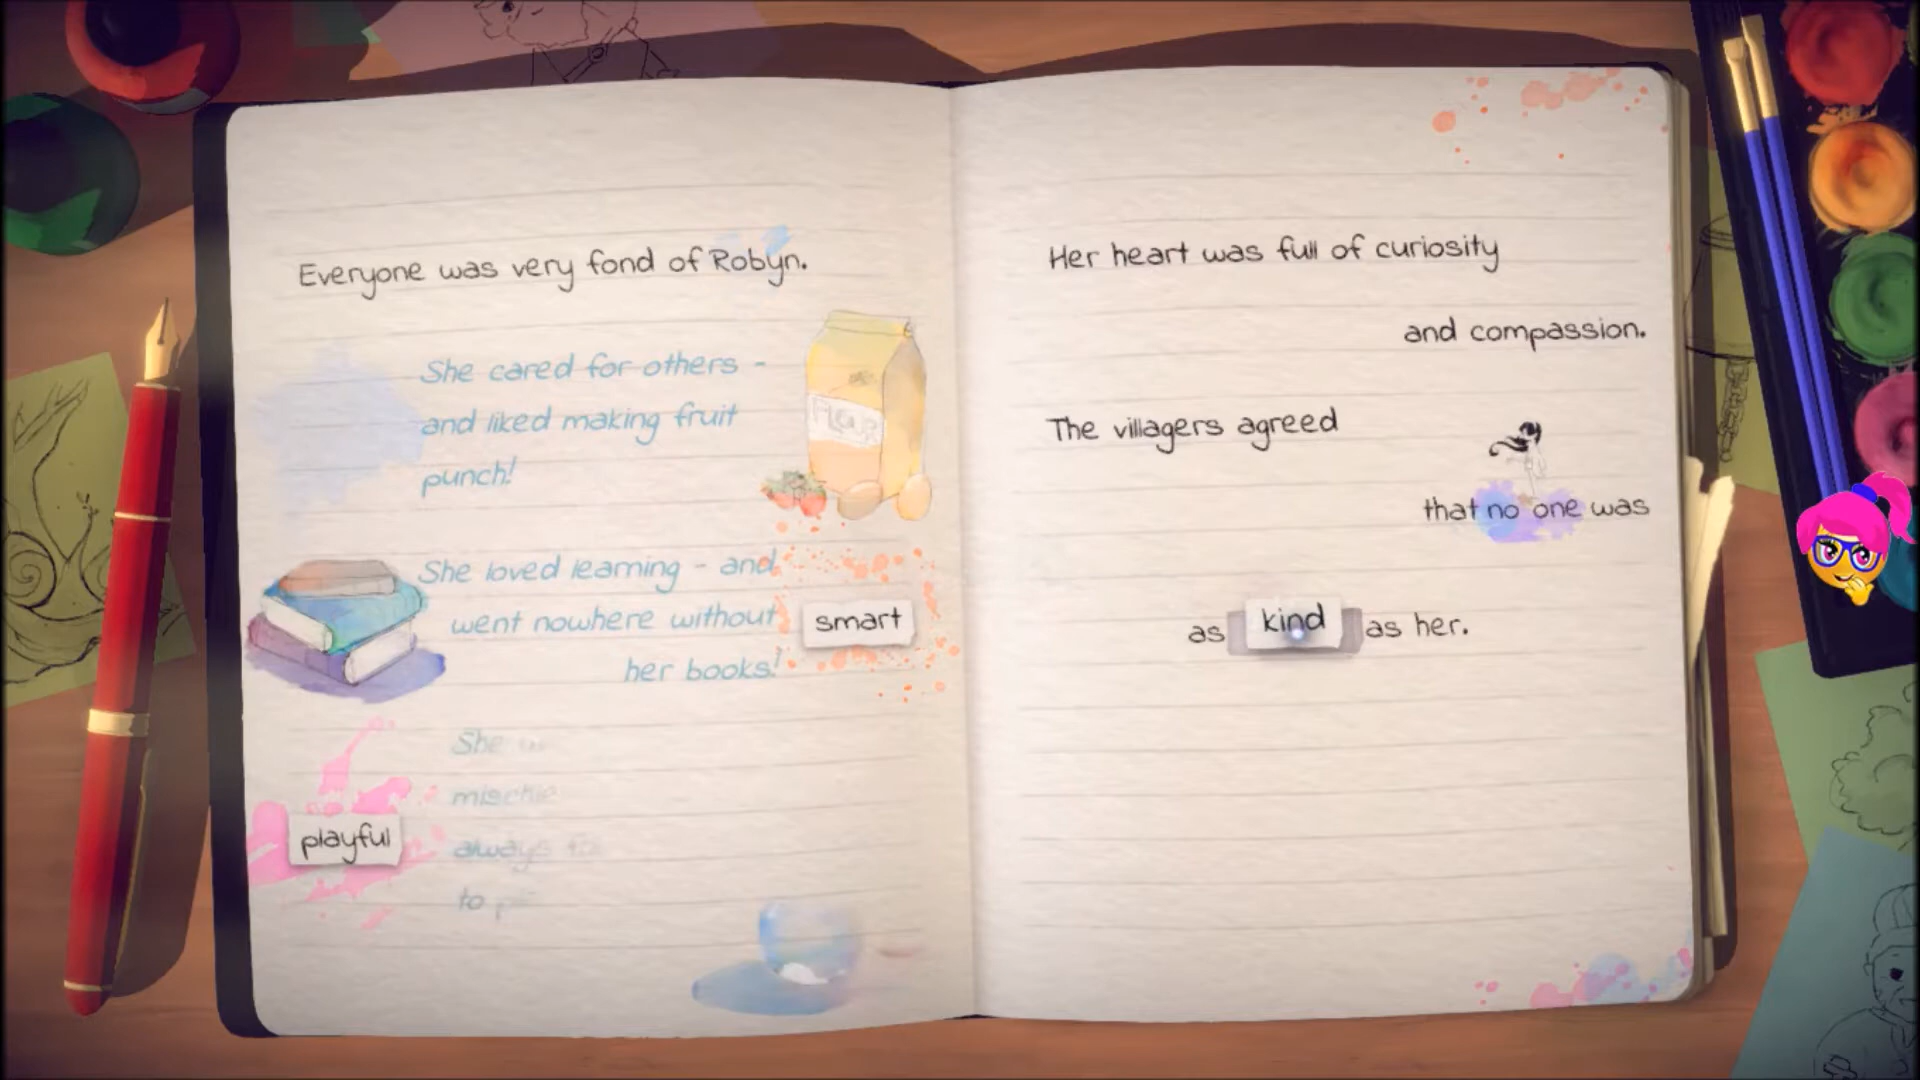 Everyone was very fond of Robyn.
She cared for others -
and liked making fruit
punch!
FLOUR
She loved learning - and
went nowhere without
her books!
smart
She
mischie
playful
always
to
Her heart was full of curiosity
and compassion.
The villagers agreed
that no one was
as kind as her.